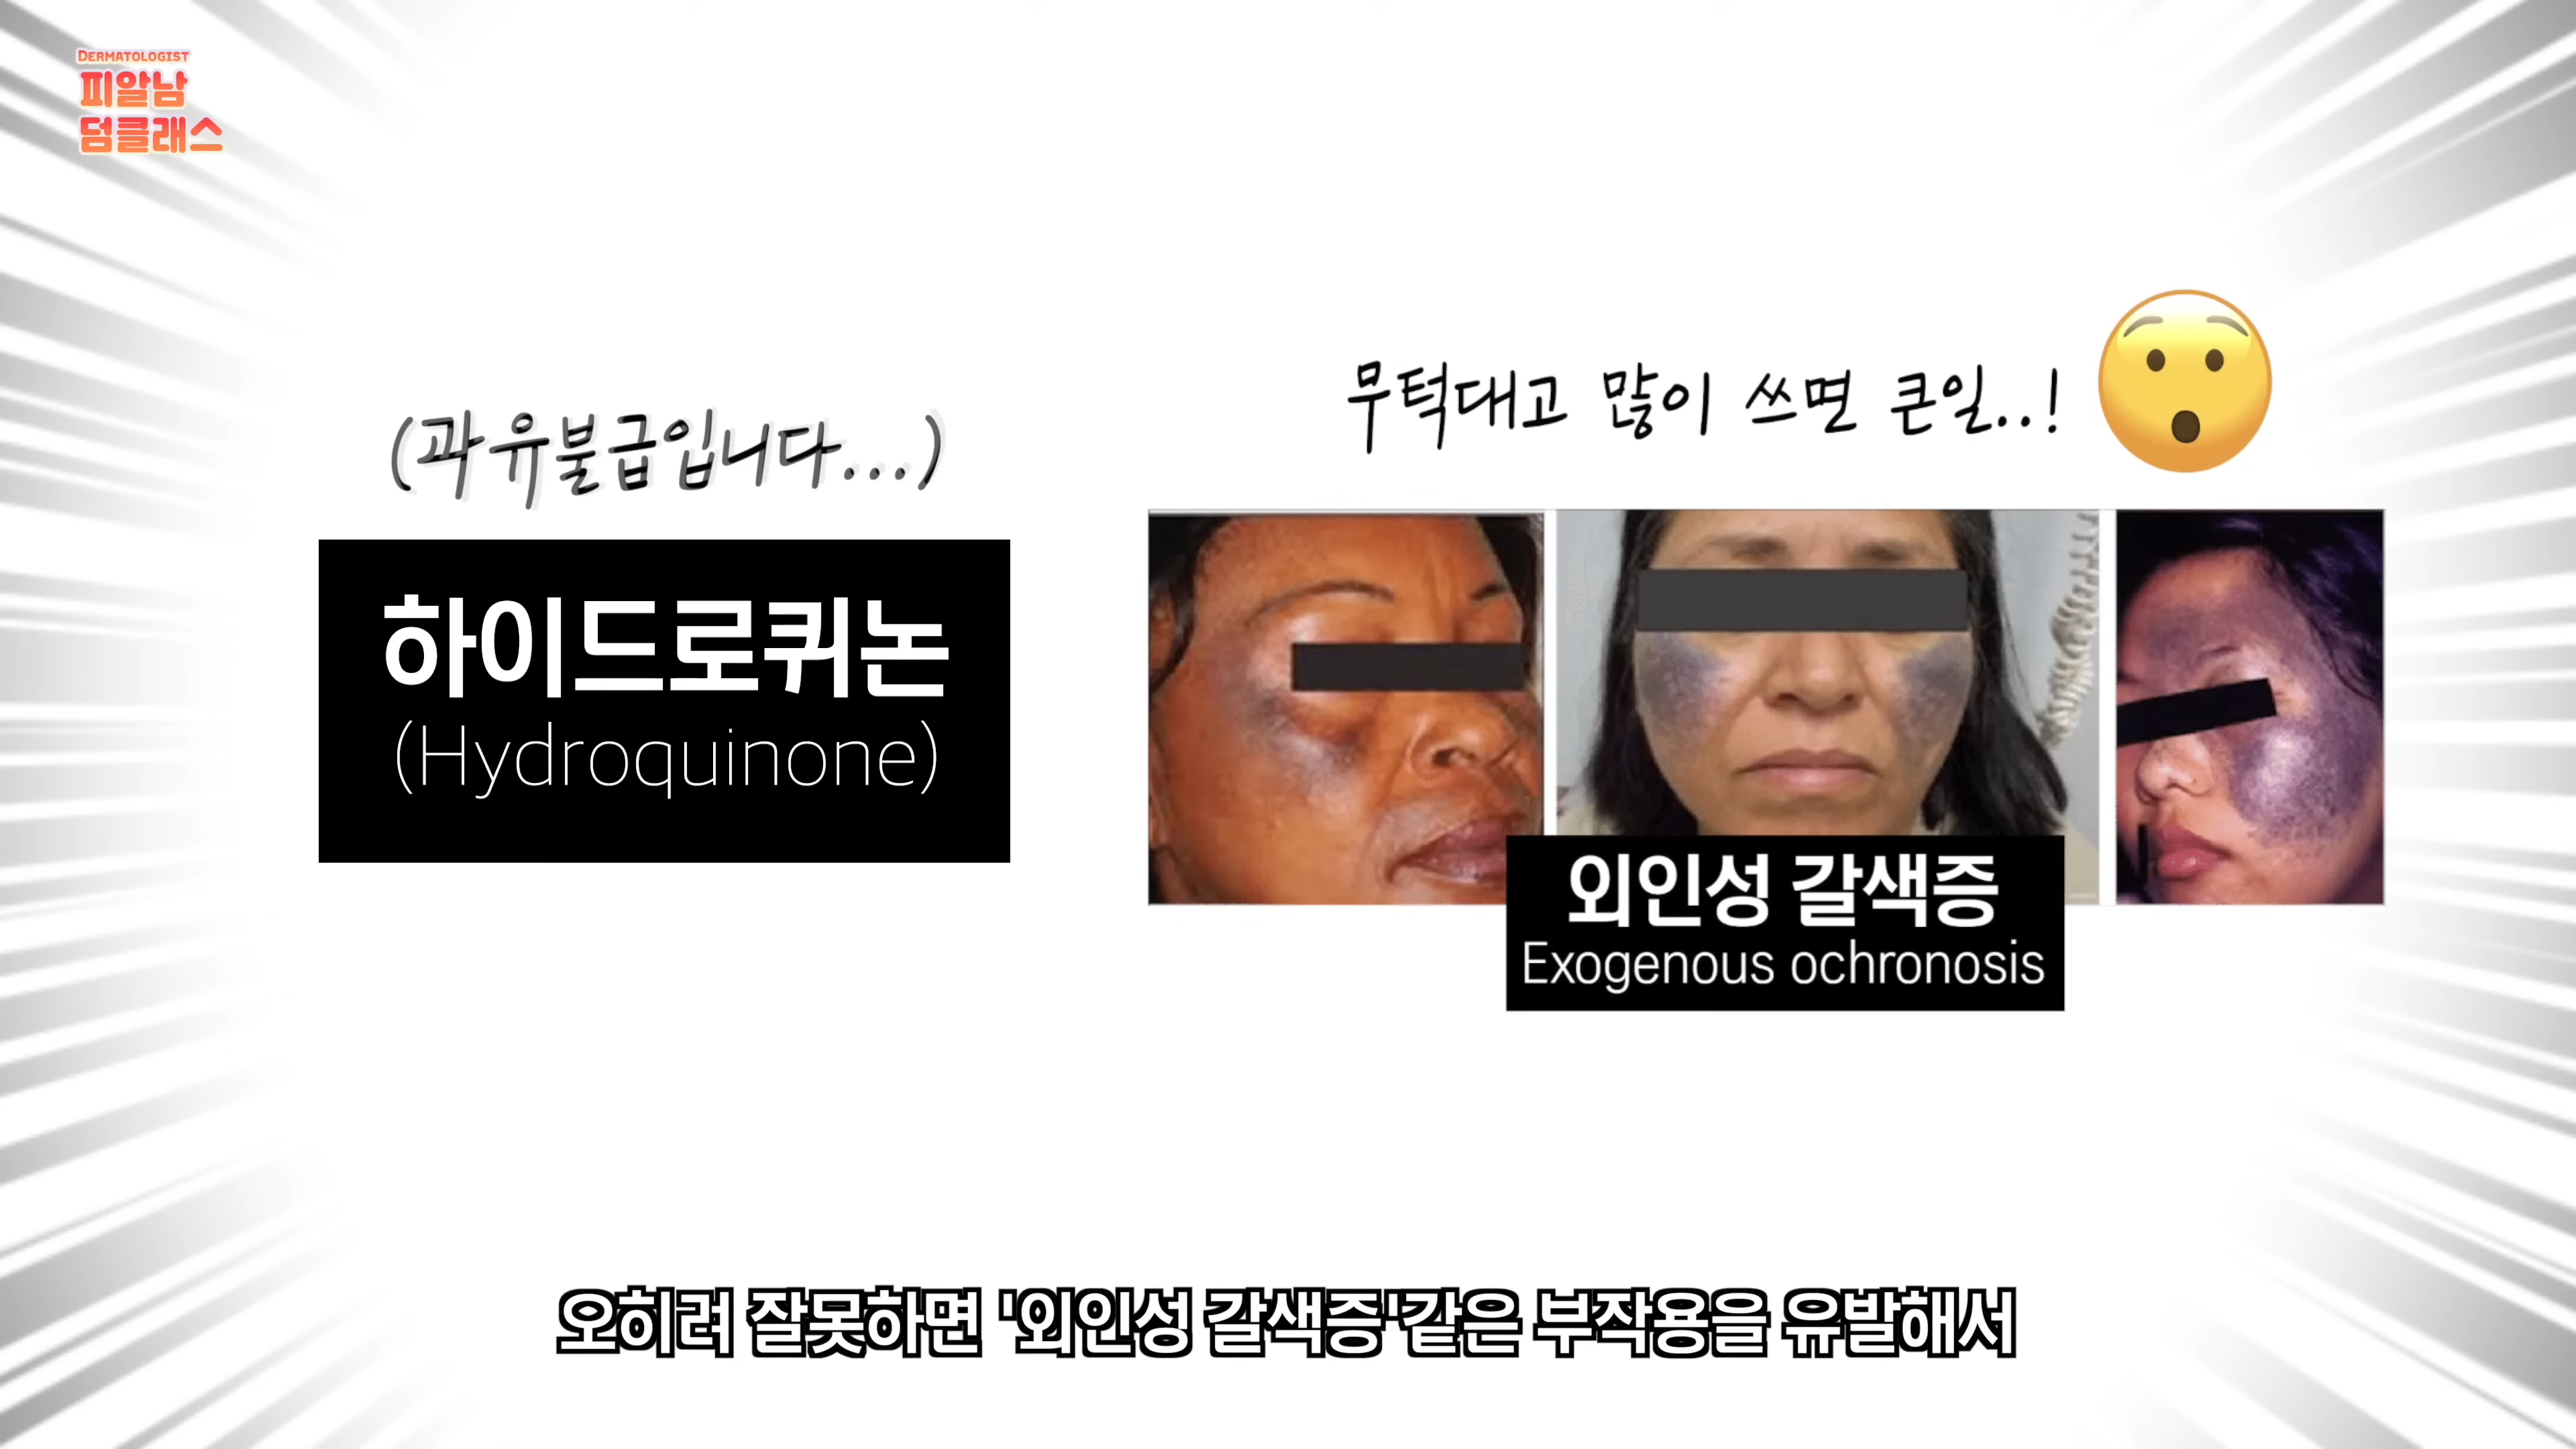 DERMATOLOGIST
피알남
덤클래스
(과유불급입니다...)
하이드로퀴논
(Hydroquinone)
무턱대고 많이 쓰면 큰일..!
외인성 갈색증
Exogenous ochronosis
오히려 잘못하면 '외인성 갈색증'같은 부작용을 유발해서